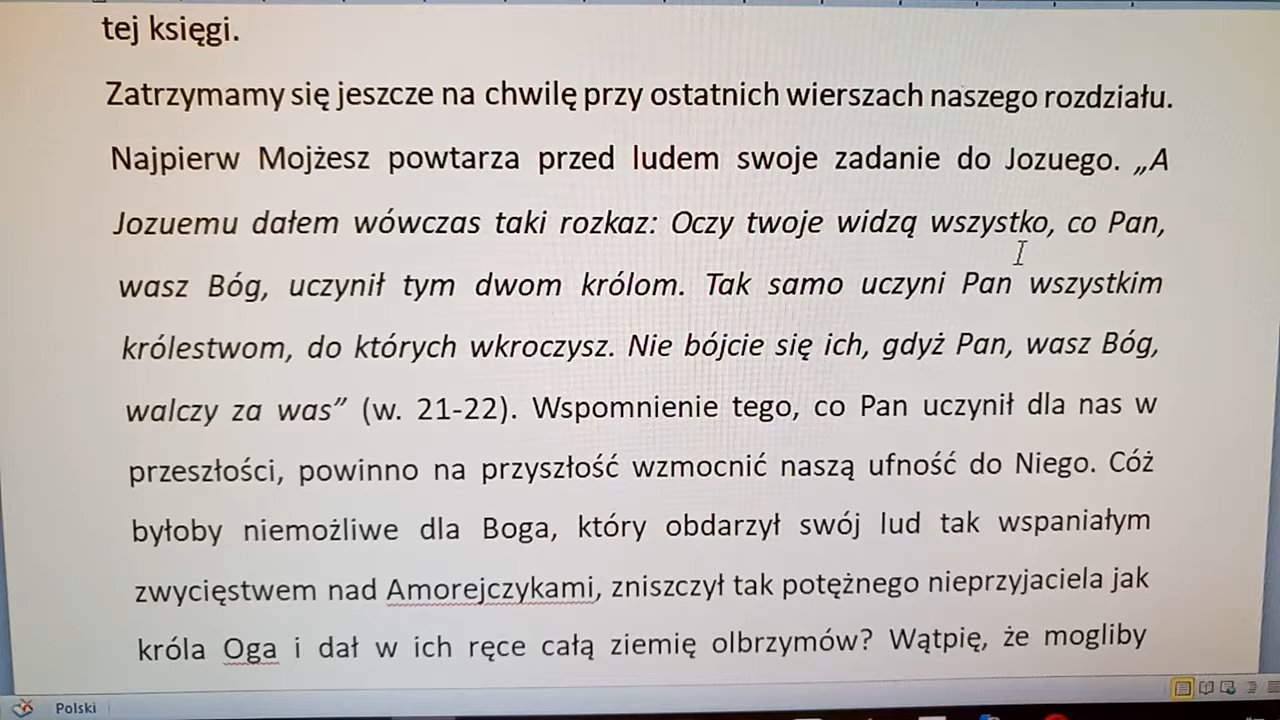 tej księgi.
Zatrzymamy się jeszcze na chwilę przy ostatnich wierszach naszego rozdziału.
Najpierw Mojżesz powtarza przed ludem swoje zadanie do Jozuego. „A
Jozuemu dałem wówczas taki rozkaz: Oczy twoje widzą wszystko, co Pan,
wasz Bóg, uczynił tym dwom królom. Tak samo uczyni Pan wszystkim
królestwom, do których wkroczysz. Nie bójcie się ich, gdyż Pan, wasz Bóg,
walczy za was” (w. 21-22). Wspomnienie tego, co Pan uczynił dla nas w
przeszłości, powinno na przyszłość wzmocnić naszą ufność do Niego. Cóż
byłoby niemożliwe dla Boga, który obdarzył swój lud tak wspaniałym
zwycięstwem nad Amorejczykami, zniszczył tak potężnego nieprzyjaciela jak
króla Oga i dał w ich ręce całą ziemię olbrzymów? Wątpię, że mogliby
Polski